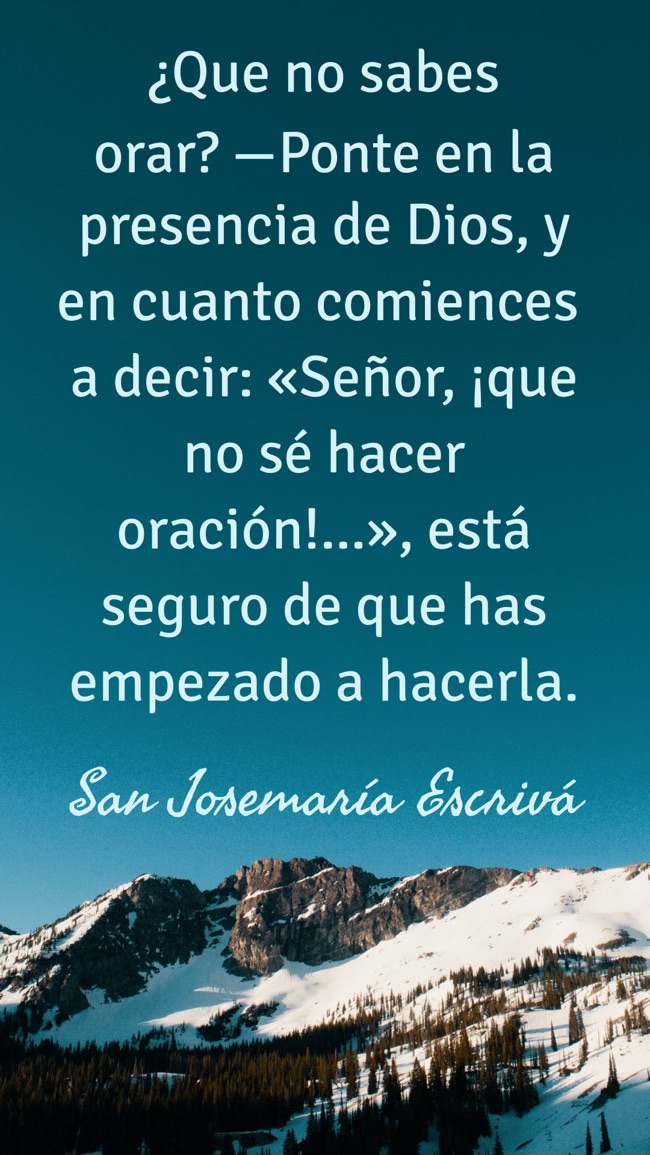 ¿Que no sabes
orar? —Ponte en la
presencia de Dios, y
en cuanto comiences
a decir: «Señor, ¡que
no sé hacer
oración!...», está
seguro de que has
empezado a hacerla.
San Josemaría Escrivá